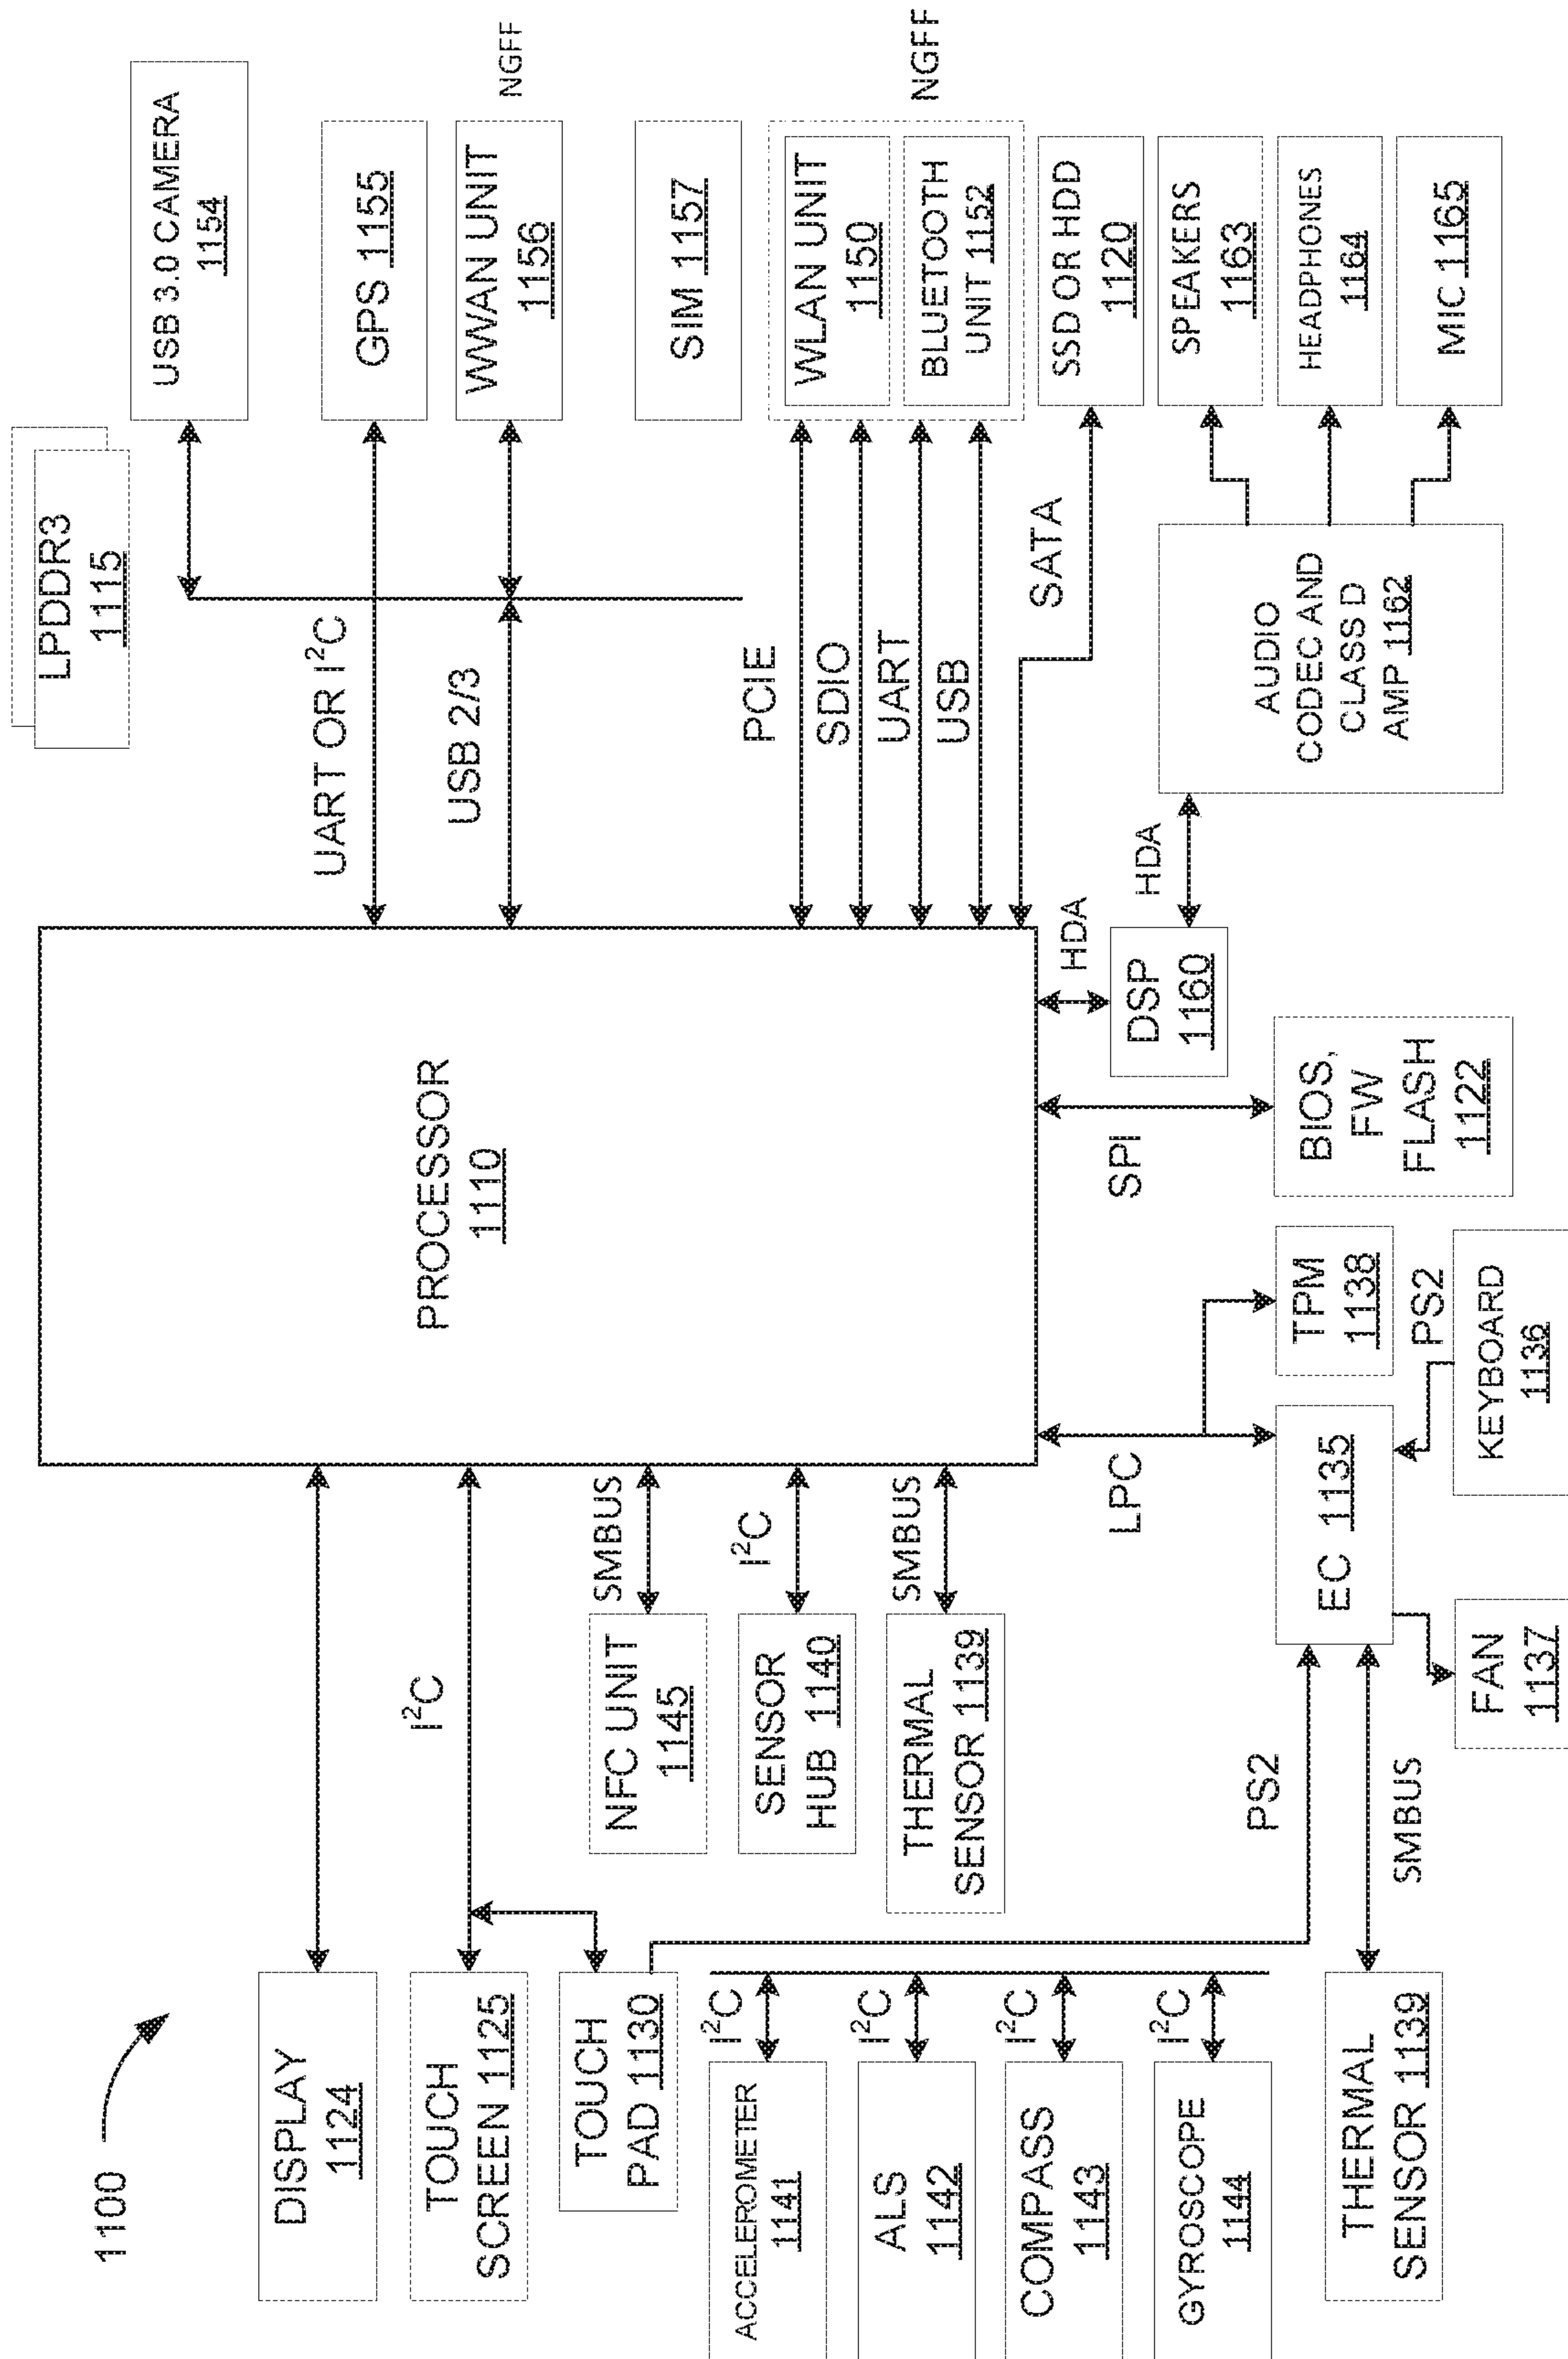 1100
LPDDR3
1115
DISPLAY
1124
USB 3.0 CAMERA
1154
TOUCH
SCREEN 1125
I²C
PROCESSOR
1110
UART OR I²C
GPS 1155
USB 2/3
WWAN UNIT
1156
NGFF
TOUCH
PAD 1130
NFC UNIT
1145
SMBUS
SIM 1157
ACCELEROMETER
1141
I²C
SENSOR
HUB 1140
I²C
PCIE
SDIO
UART
USB
WLAN UNIT
1150
BLUETOOTH
UNIT 1152
NGFF
ALS
1142
I²C
THERMAL
SENSOR 1139
SMBUS
COMPASS
1143
I²C
SATA
SSD OR HDD
1120
GYROSCOPE
1144
I²C
LPC
SPI
HDA
DSP
1160
HDA
SPEAKERS
1163
PS2
THERMAL
SENSOR 1139
SMBUS
EC 1135
TPM
1138
BIOS,
FW
FLASH
1122
AUDIO
CODEC AND
CLASS D
AMP 1162
HEADPHONES
1164
PS2
MIC 1165
FAN
1137
KEYBOARD
1136